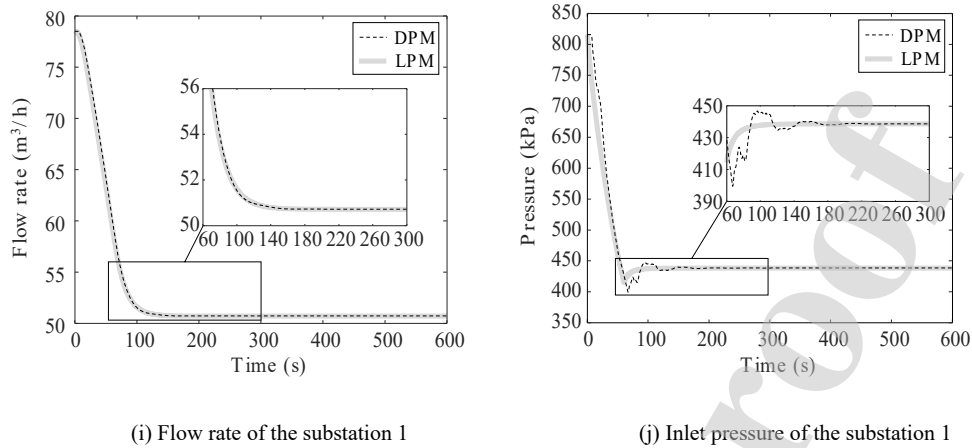 80
75
70
65
60
55
50
Flow rate (m³/h)
0 100 200 300 400 500 600
Time (s)
DPM
LPM
56
54
52
51
50
60 100 140 180 220 260 300
(i) Flow rate of the substation 1
850
800
750
700
650
600
550
500
450
400
350
Pressure (kPa)
0 100 200 300 400 500 600
Time (s)
DPM
LPM
450
430
410
390
60 100 140 180 220 260 300
(j) Inlet pressure of the substation 1
roof